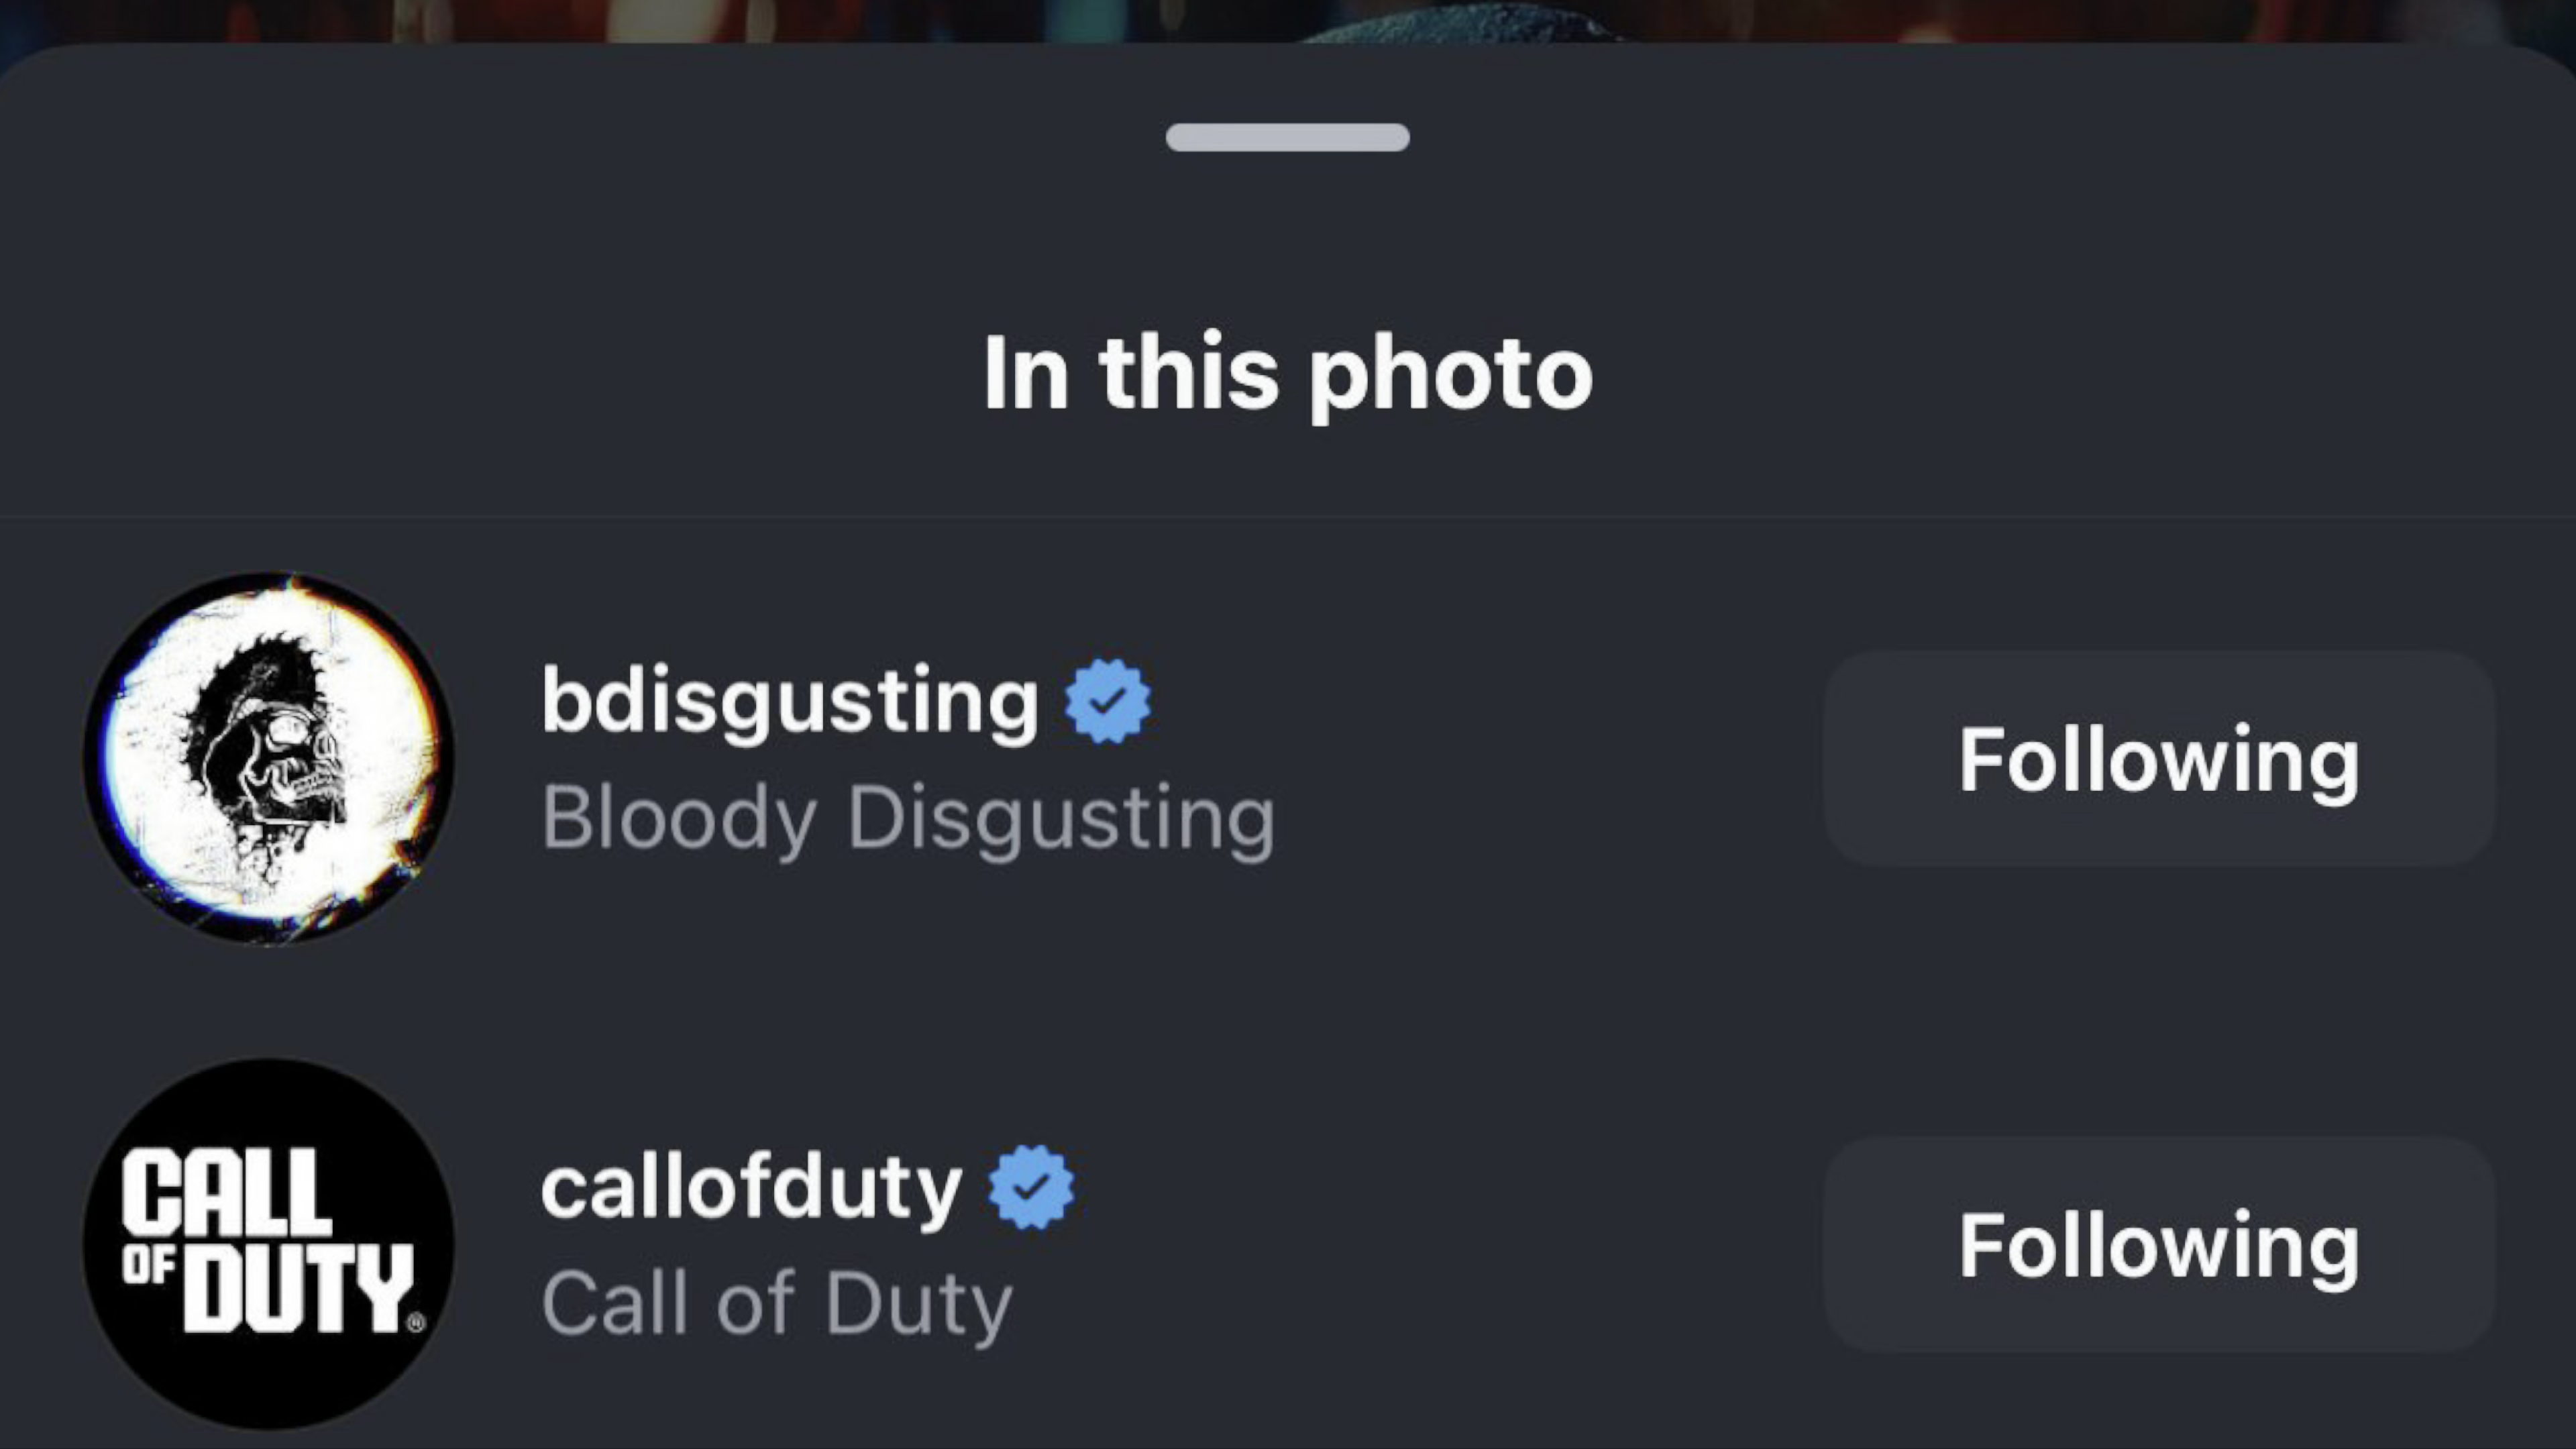 In this photo
bdisgusting
Bloody Disgusting
Following
CALL
OF DUTY®
callofduty
Call of Duty
Following